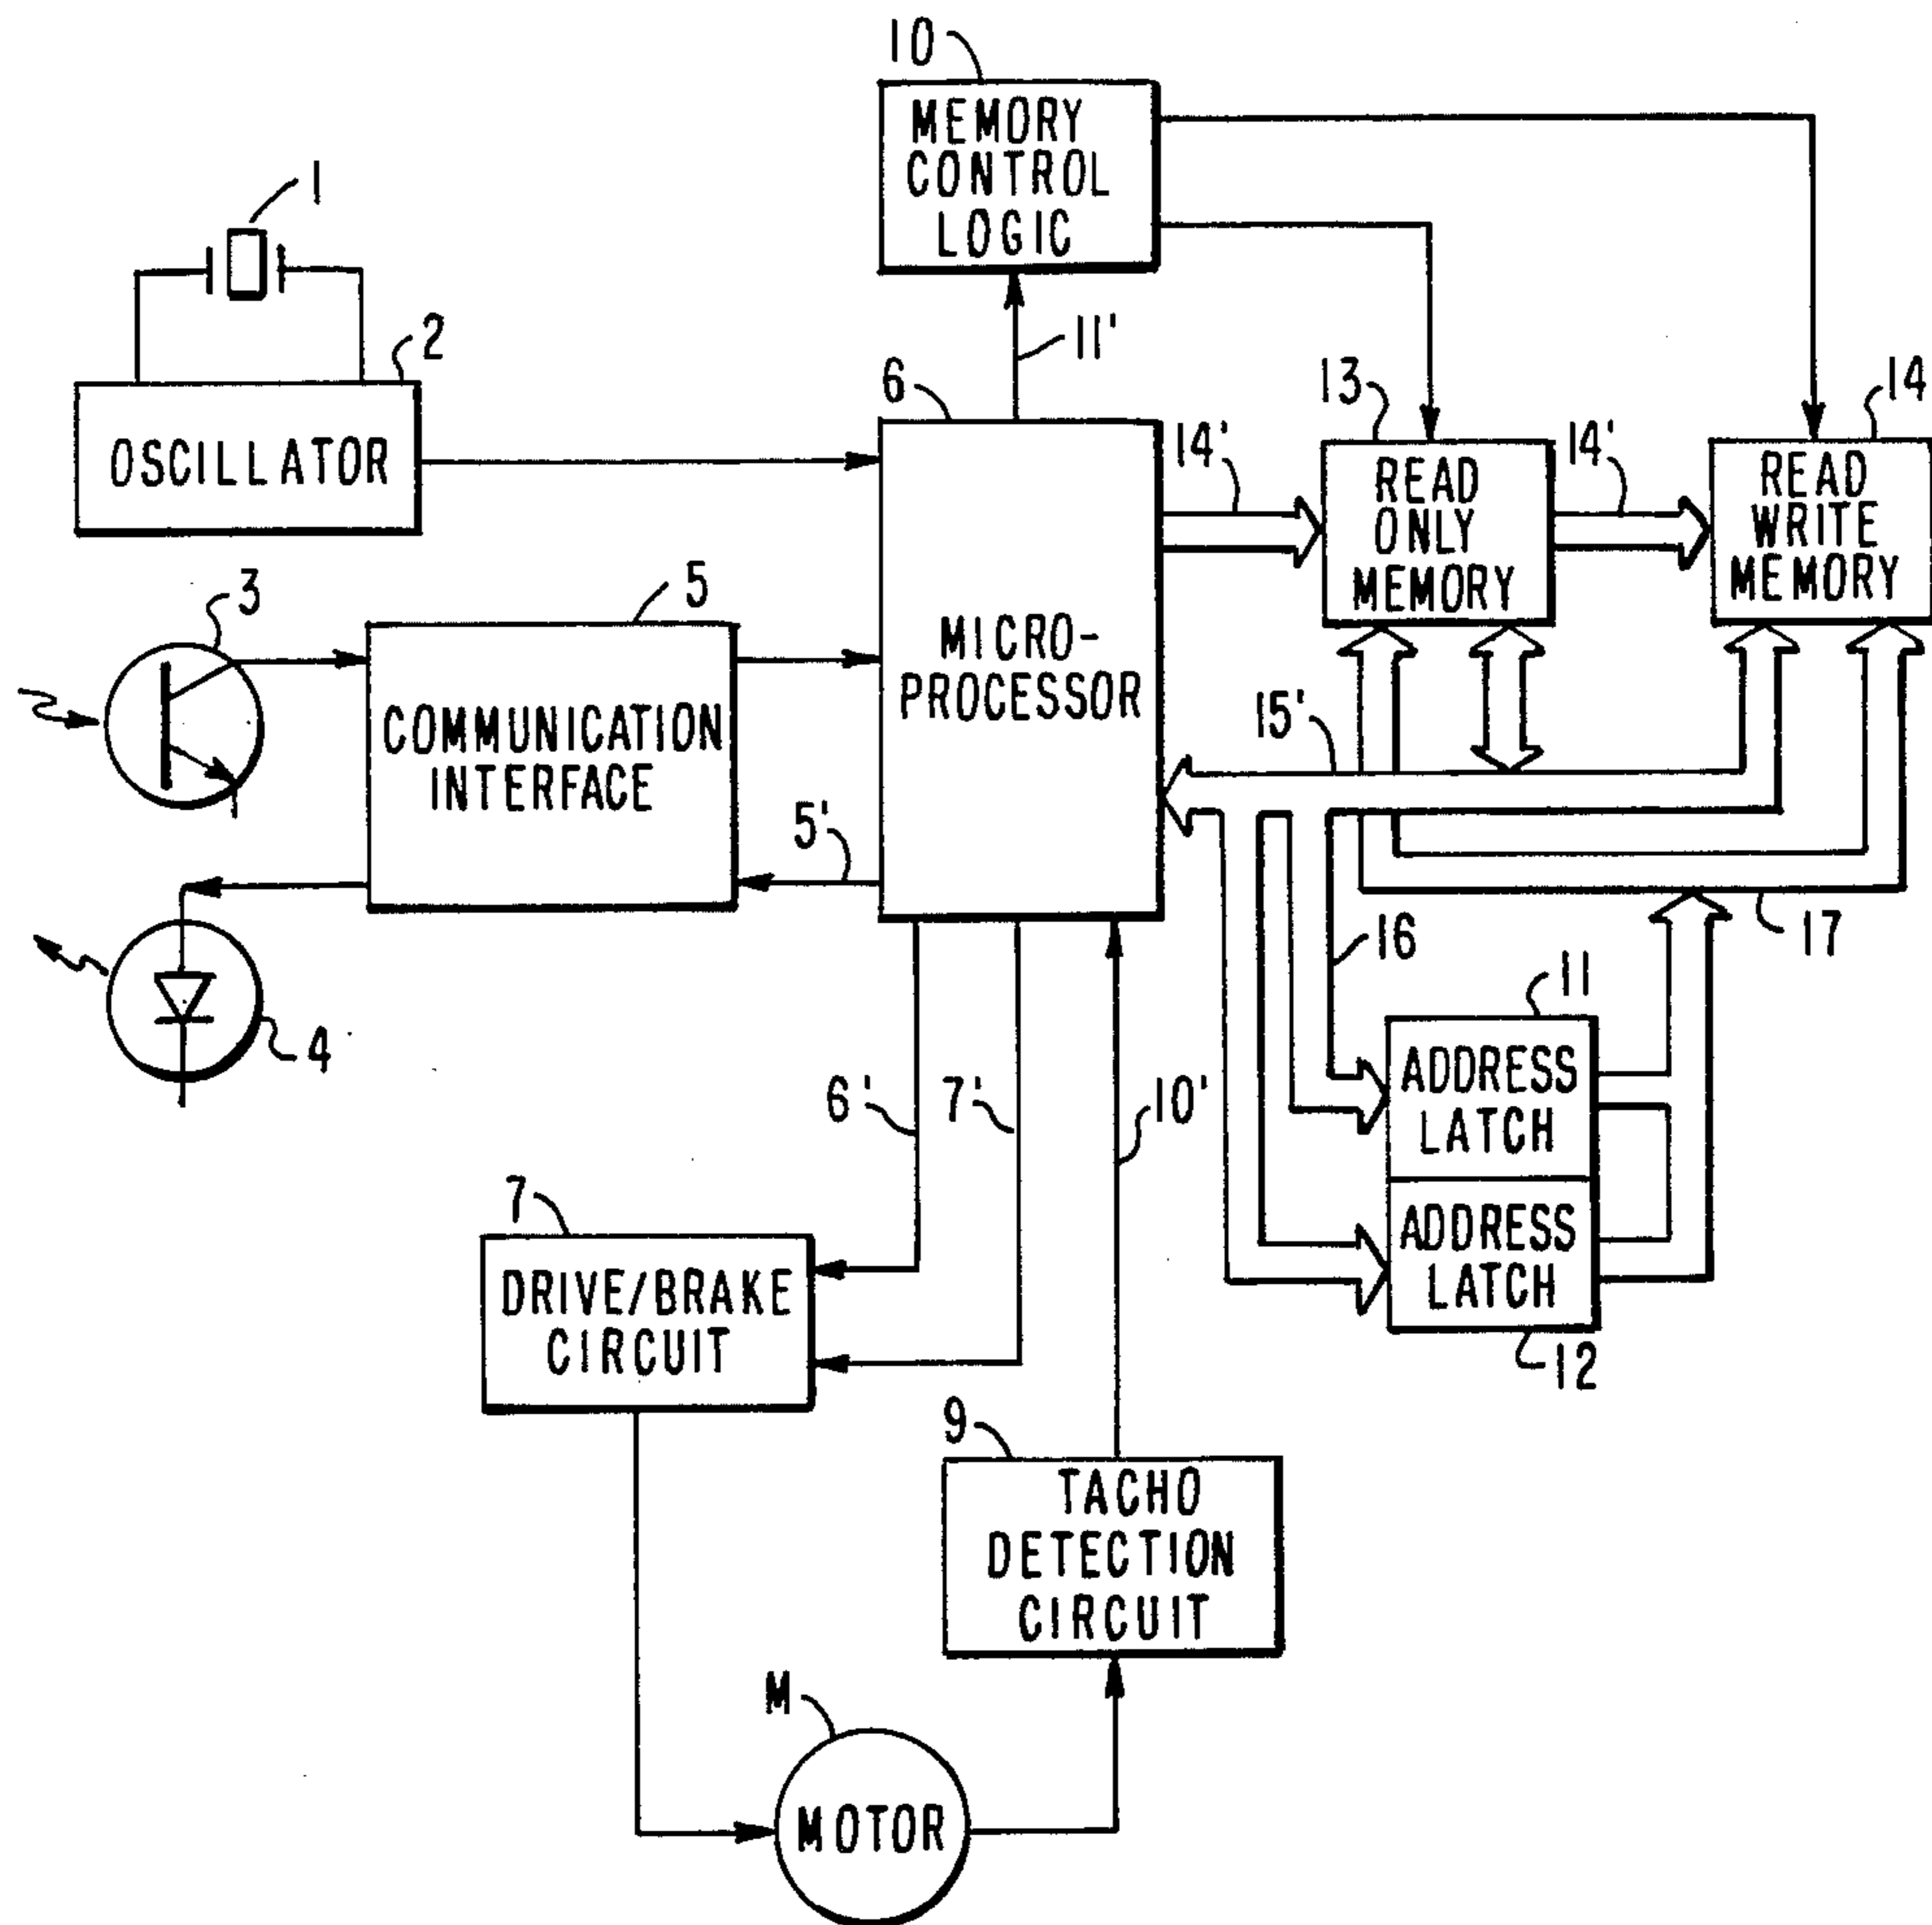 10
MEMORY
CONTROL
LOGIC
1
2
OSCILLATOR
11'
6
13
14
14'
14'
READ
ONLY
MEMORY
READ
WRITE
MEMORY
3
5
MICRO-
PROCESSOR
COMMUNICATION
INTERFACE
15'
5'
16
17
11
4
ADDRESS
LATCH
6'
7'
10'
7
ADDRESS
LATCH
DRIVE/BRAKE
CIRCUIT
12
9
TACHO
DETECTION
CIRCUIT
M
MOTOR